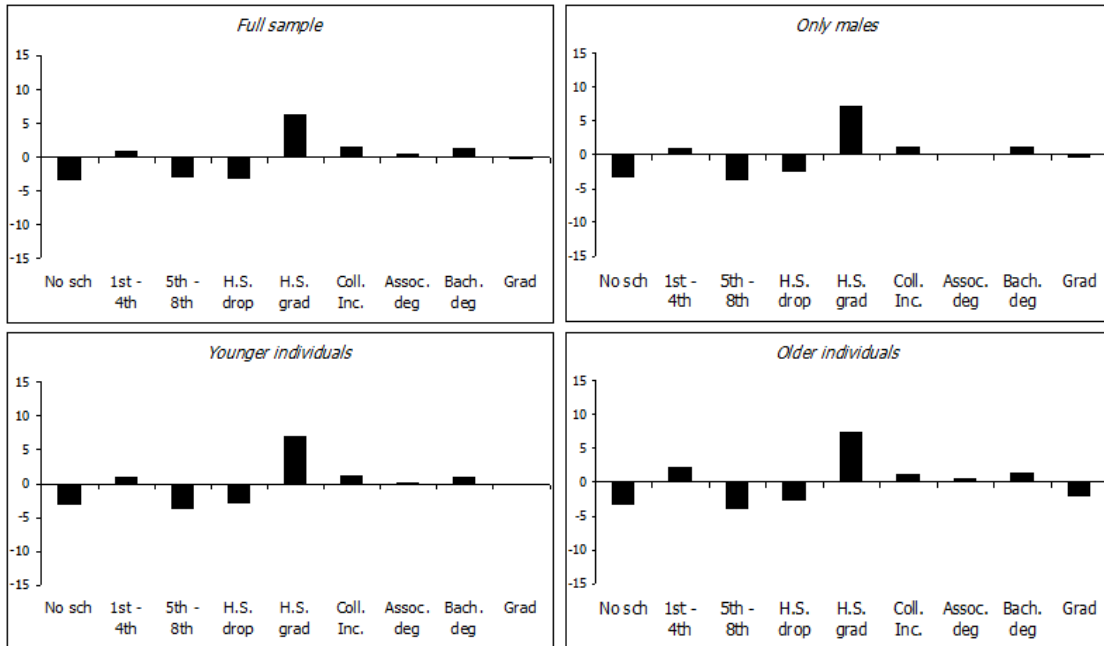 Full sample
15
10
5
0
-5
-10
-15
No sch 1st - 5th - H.S. H.S. Coll. Assoc. Bach. Grad
4th 8th drop grad Inc. deg deg
Only males
15
10
5
0
-5
-10
-15
No sch 1st - 5th - H.S. H.S. Coll. Assoc. Bach. Grad
4th 8th drop grad Inc. deg deg
Younger individuals
15
10
5
0
-5
-10
-15
No sch 1st - 5th - H.S. H.S. Coll. Assoc. Bach. Grad
4th 8th drop grad Inc. deg deg
Older individuals
15
10
5
0
-5
-10
-15
No sch 1st - 5th - H.S. H.S. Coll. Assoc. Bach. Grad
4th 8th drop grad Inc. deg deg